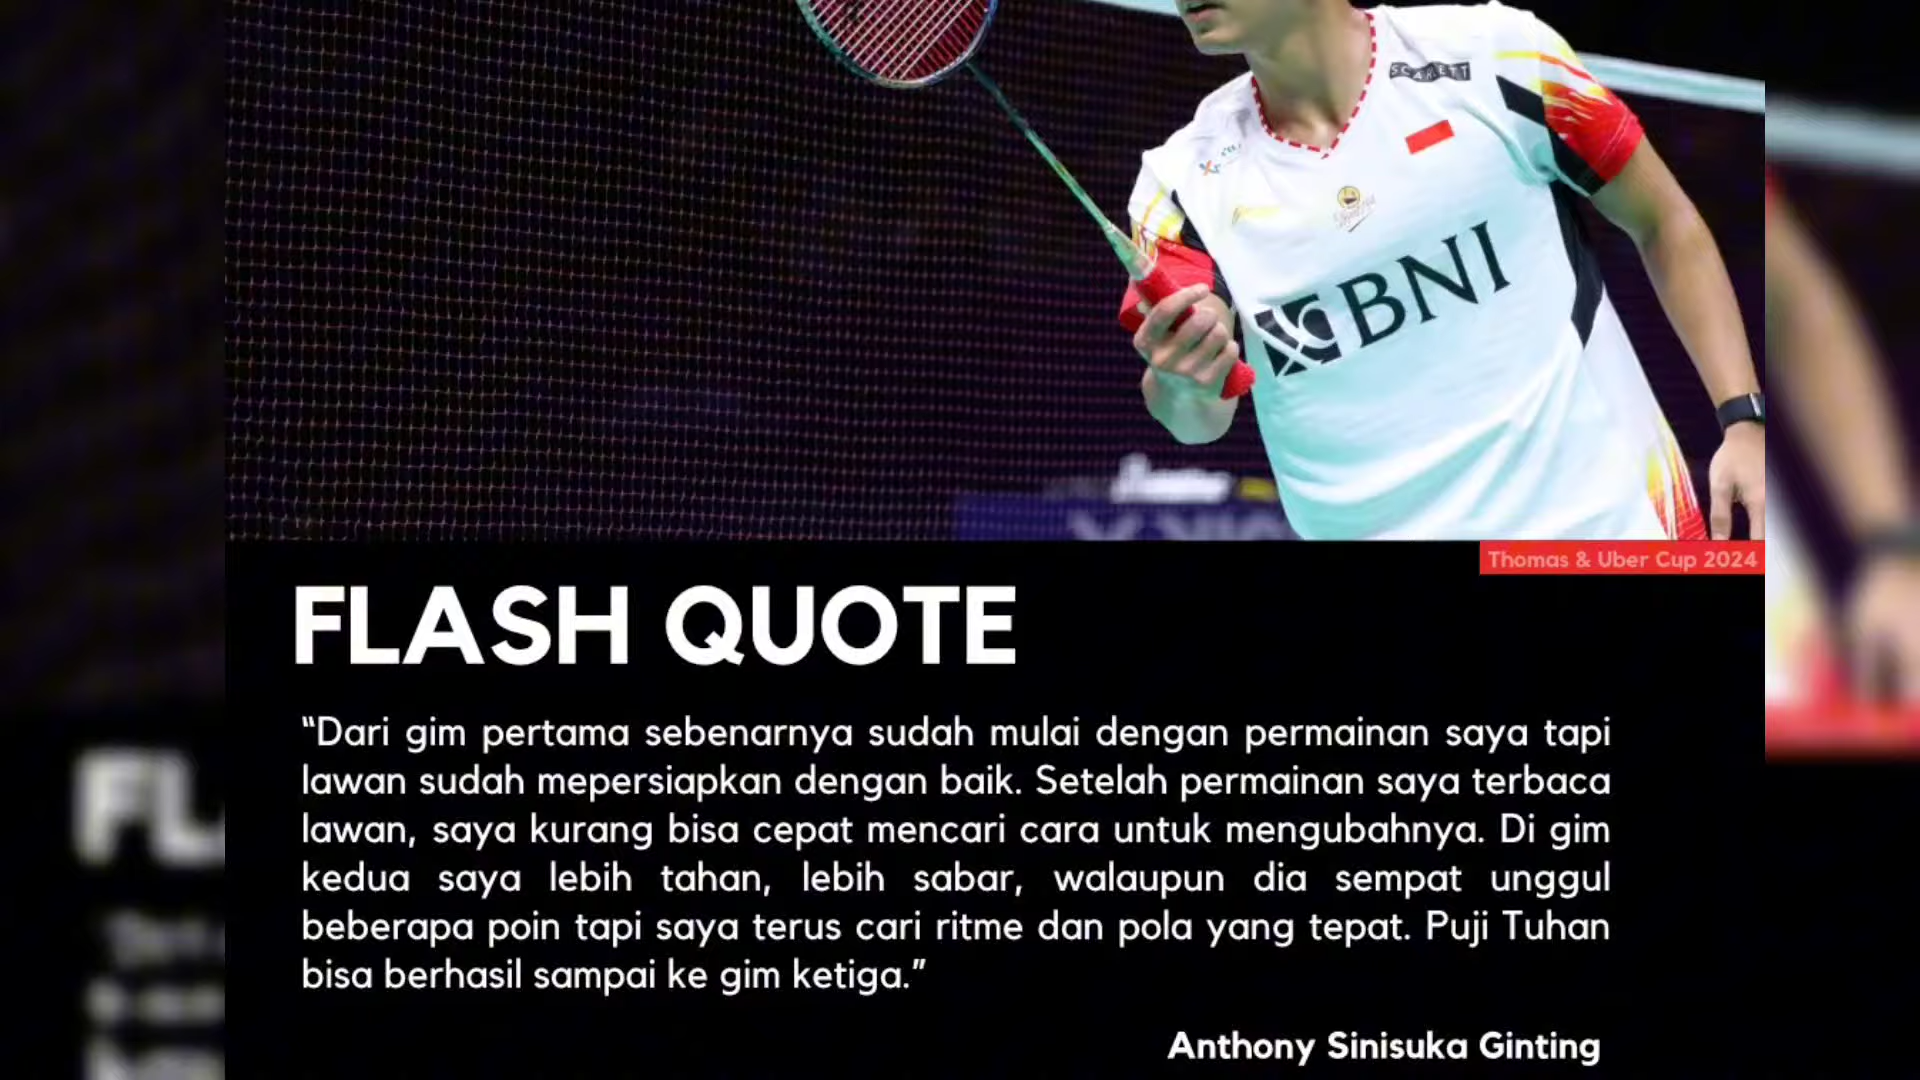 SCARLETT
BNI
Thomas & Uber Cup 2024
FLASH QUOTE
“Dari gim pertama sebenarnya sudah mulai dengan permainan saya tapi
lawan sudah mepersiapkan dengan baik. Setelah permainan saya terbaca
lawan, saya kurang bisa cepat mencari cara untuk mengubahnya. Di gim
kedua saya lebih tahan, lebih sabar, walaupun dia sempat unggul
beberapa poin tapi saya terus cari ritme dan pola yang tepat. Puji Tuhan
bisa berhasil sampai ke gim ketiga.”
Anthony Sinisuka Ginting
FL